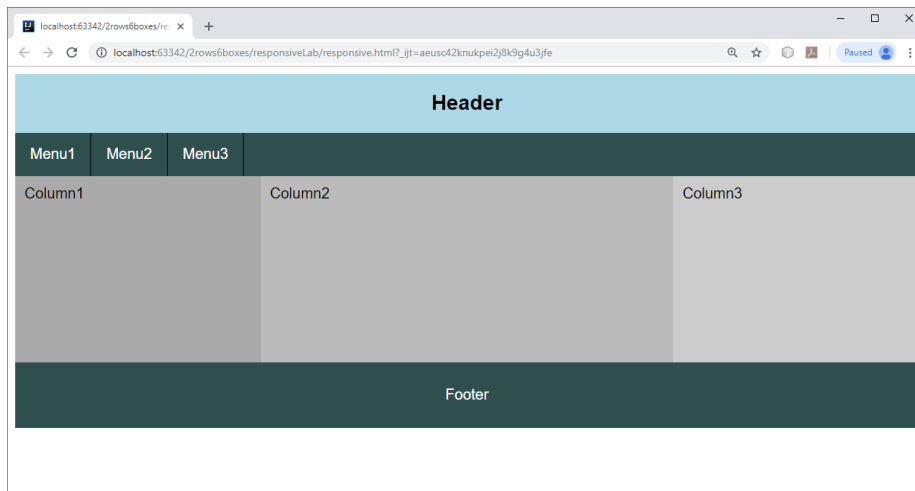 localhost:63342/2rows6boxes/re
localhost:63342/2rows6boxes/responsiveLab/responsive.html?_ijt=aeusc42knukpei2j8k9g4u3jfe
Paused
Header
Menu1 Menu2 Menu3
Column1 Column2 Column3
Footer